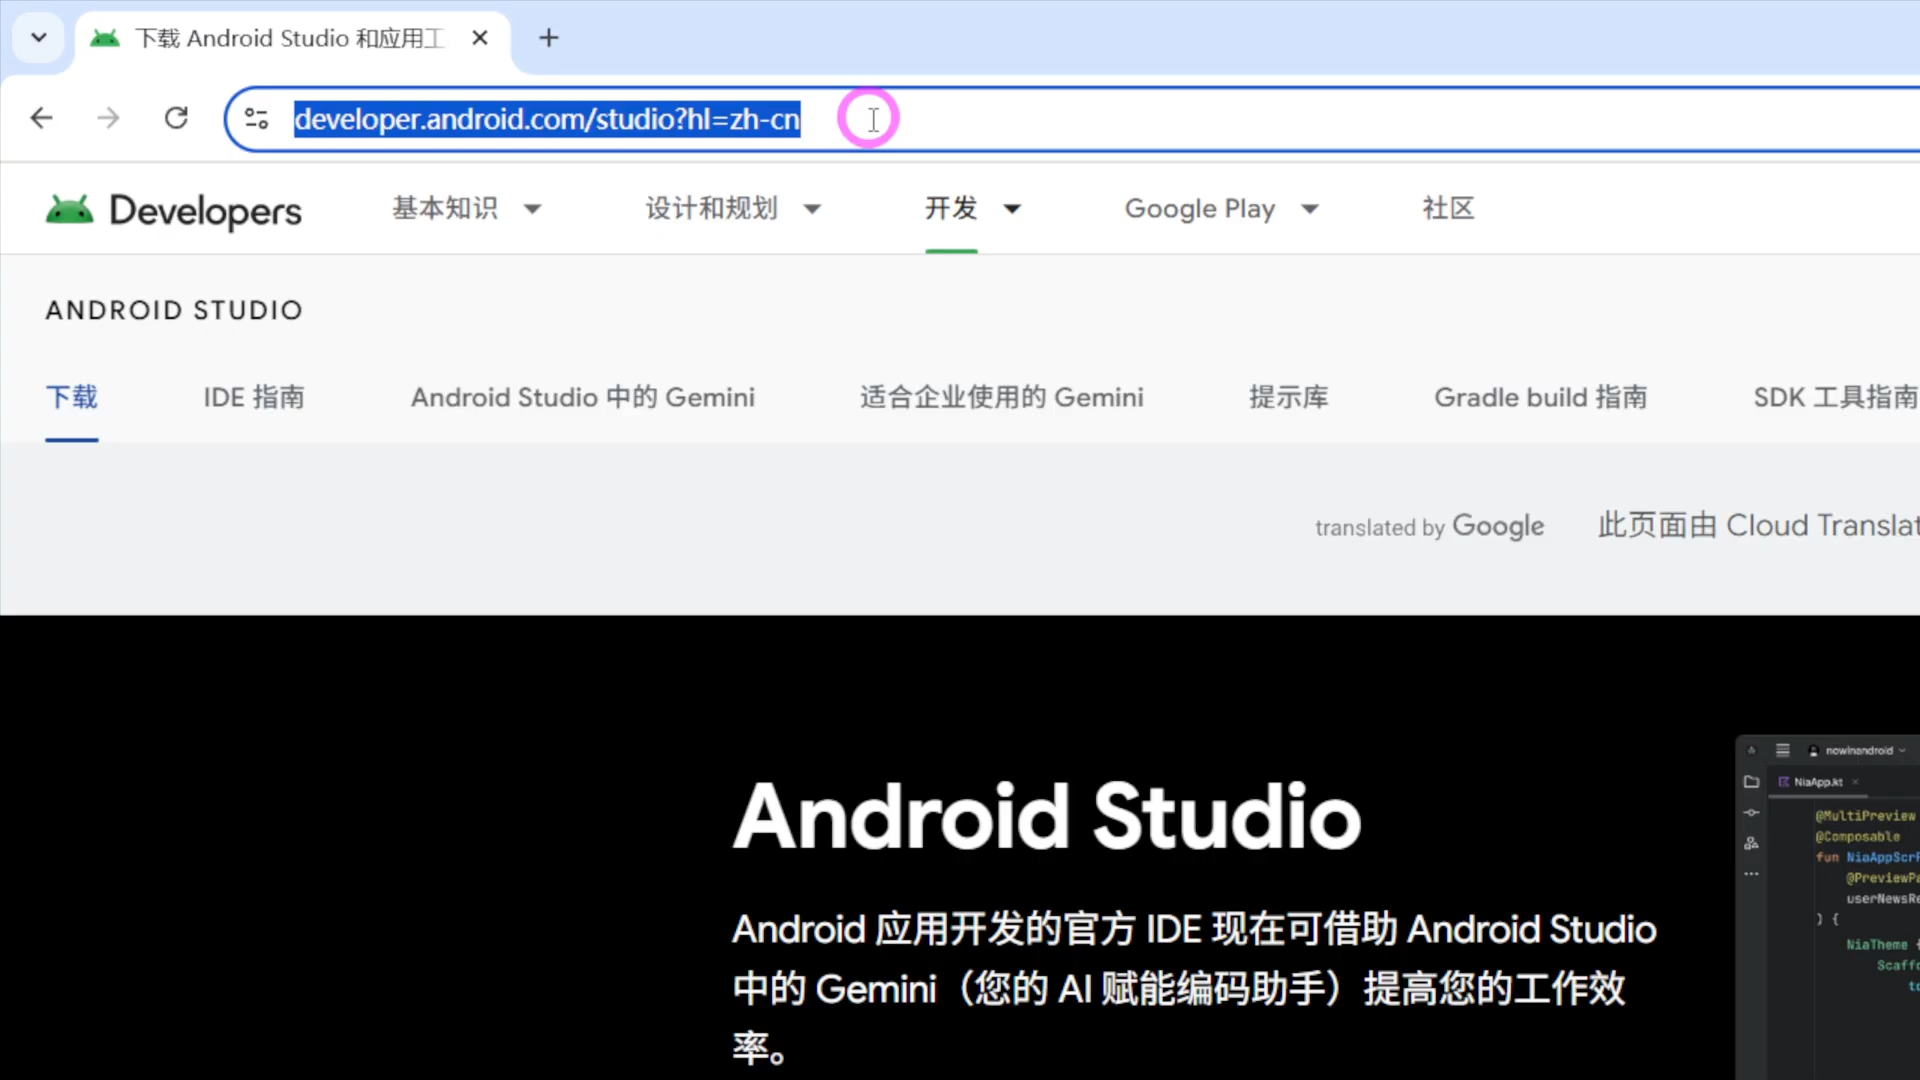 下载 Android Studio 和应用工
developer.android.com/studio?hl=zh-cn
Developers 基本知识 设计和规划 开发 Google Play 社区
ANDROID STUDIO
下载 IDE 指南 Android Studio 中的 Gemini 适合企业使用的 Gemini 提示库 Gradle build 指南 SDK 工具指南
translated by Google 此页面由 Cloud Translat
Android Studio
Android 应用开发的官方 IDE 现在可借助 Android Studio
中的 Gemini（您的 AI 赋能编码助手）提高您的工作效
率。
nowinandroid
NiaApp.kt
@MultiPreview
@Composable
fun NiaAppScr
@PreviewPa
userNewsRe
) {
NiaTheme {
Scaffo
to